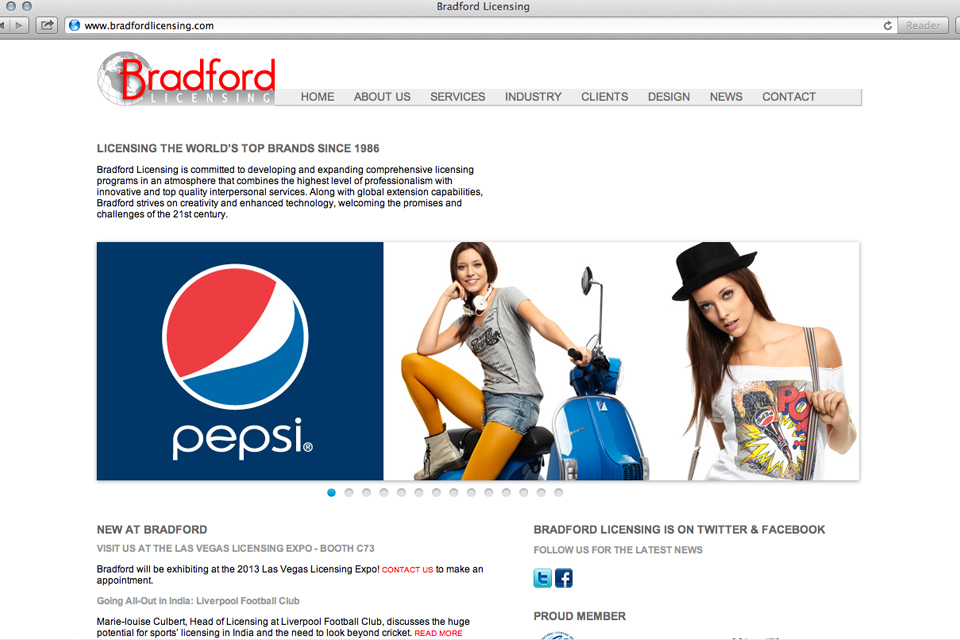 Bradford Licensing
www.bradfordlicensing.com
Reader
Bradford
LICENSING
HOME ABOUT US SERVICES INDUSTRY CLIENTS DESIGN NEWS CONTACT
LICENSING THE WORLD'S TOP BRANDS SINCE 1986
Bradford Licensing is committed to developing and expanding comprehensive licensing
programs in an atmosphere that combines the highest level of professionalism with
innovative and top quality interpersonal services. Along with global extension capabilities,
Bradford strives on creativity and enhanced technology, welcoming the promises and
challenges of the 21st century.
pepsi®
NEW AT BRADFORD
VISIT US AT THE LAS VEGAS LICENSING EXPO - BOOTH C73
Bradford will be exhibiting at the 2013 Las Vegas Licensing Expo! CONTACT US to make an
appointment.
Going All-Out in India: Liverpool Football Club
Marie-louise Culbert, Head of Licensing at Liverpool Football Club, discusses the huge
potential for sports' licensing in India and the need to look beyond cricket. READ MORE
BRADFORD LICENSING IS ON TWITTER & FACEBOOK
FOLLOW US FOR THE LATEST NEWS
PROUD MEMBER